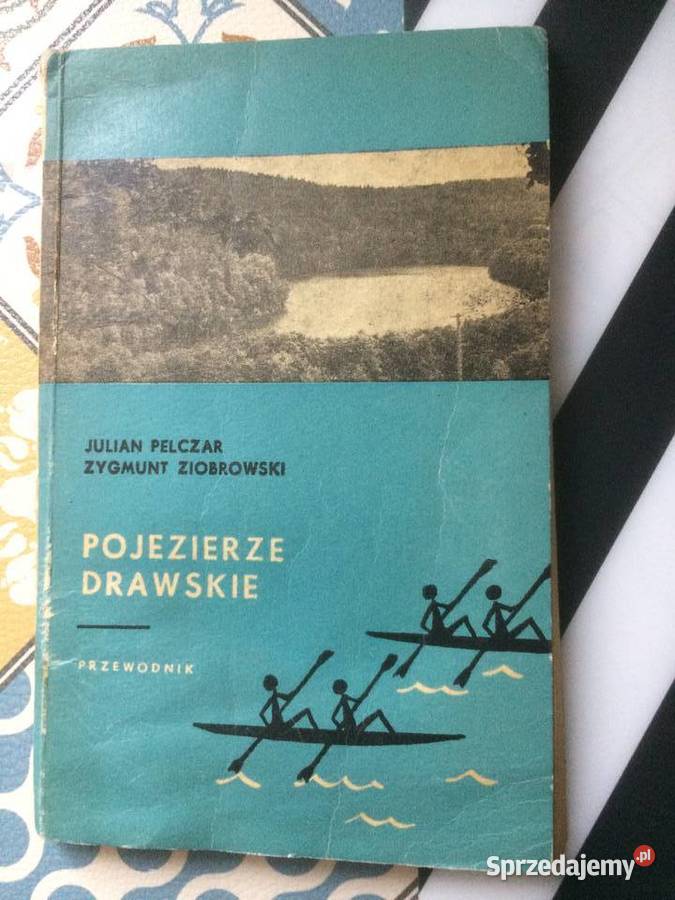 JULIAN PELCZAR
ZYGMUNT ZIOBROWSKI
POJEZIERZE
DRAWSKIE
PRZEWODNIK
Sprzedajemy.pl